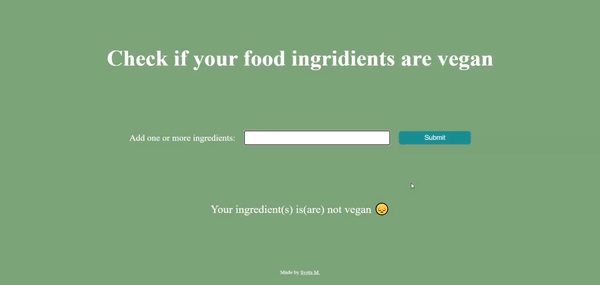 Check if your food ingridients are vegan
Add one or more ingredients:
Submit
Your ingredient(s) is(are) not vegan 😞
Made by Sveta M.